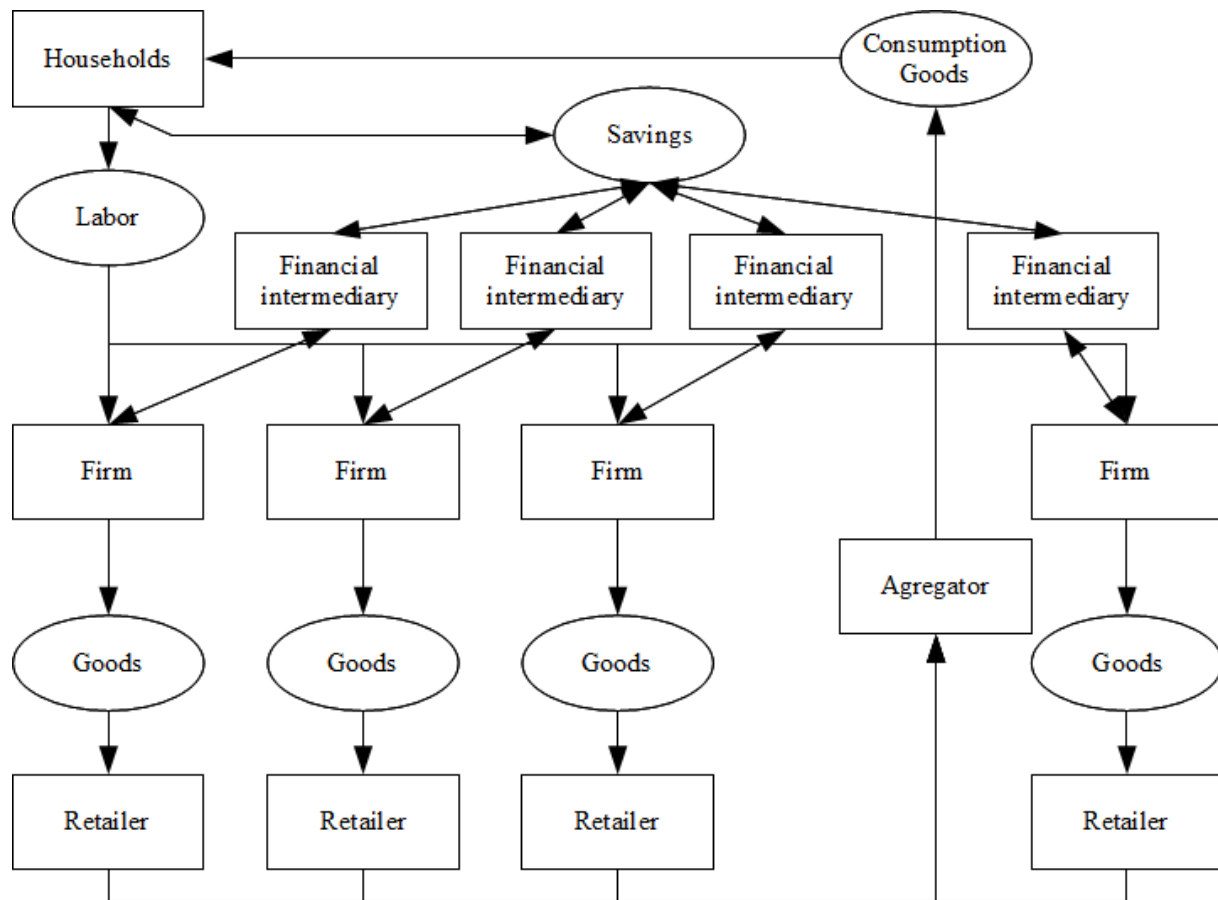 Households
Consumption
Goods
Savings
Labor
Financial
intermediary
Financial
intermediary
Financial
intermediary
Financial
intermediary
Firm
Firm
Firm
Firm
Agregator
Goods
Goods
Goods
Goods
Retailer
Retailer
Retailer
Retailer